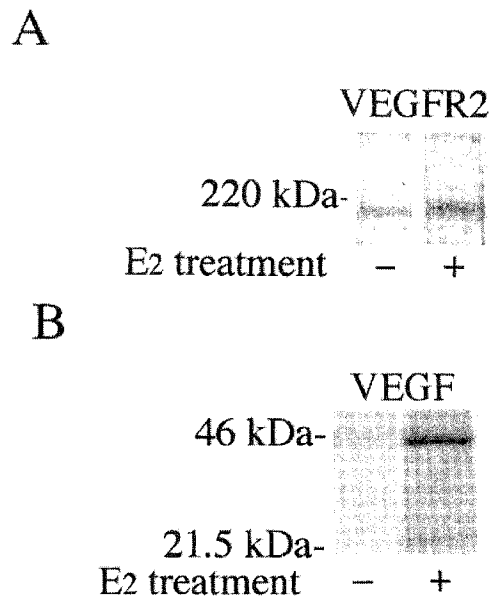 A
VEGFR2
220 kDa-
E2 treatment - +
B
VEGF
46 kDa-
21.5 kDa-
E2 treatment - +